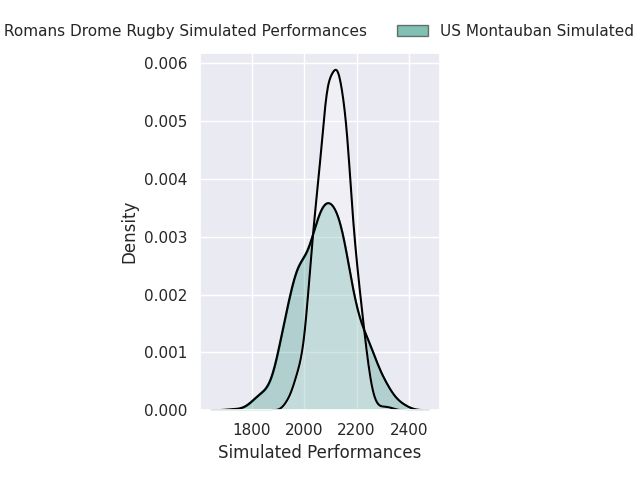 Romans Drome Rugby Simulated Performances
US Montauban Simulated
0.006
0.005
0.004
0.003
0.002
0.001
0.000
Density
1800 2000 2200 2400
Simulated Performances